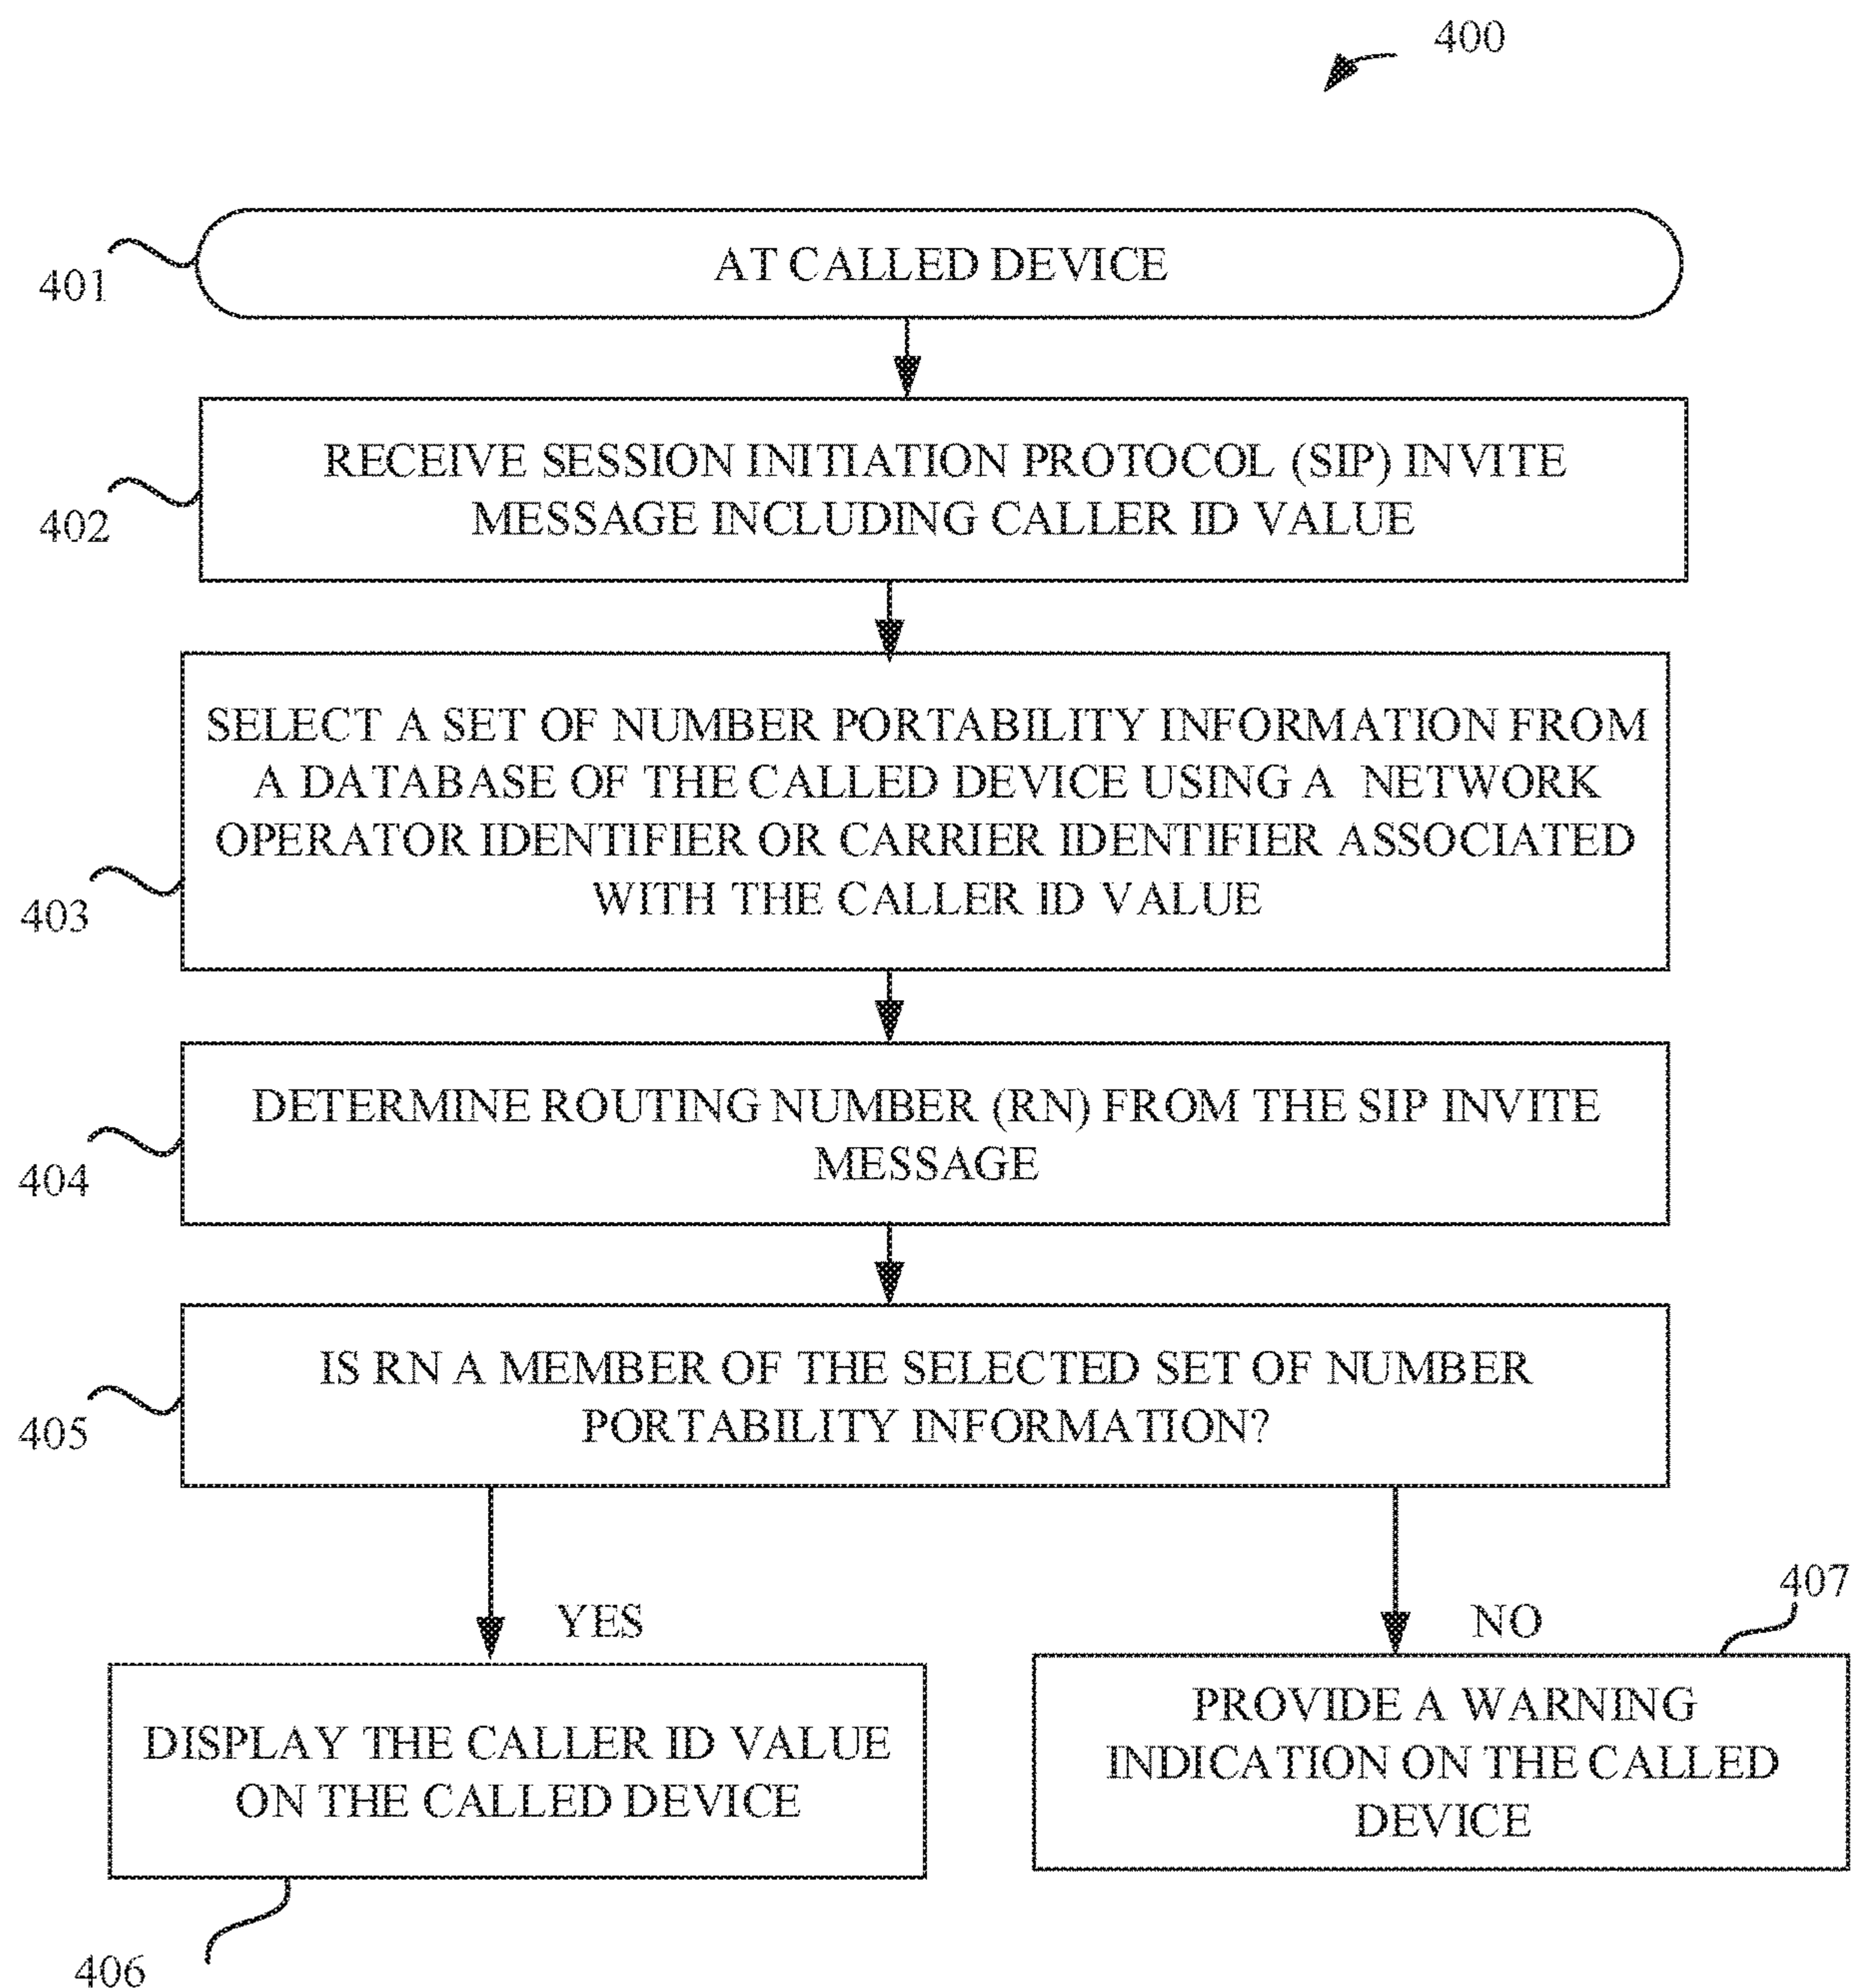 400
401
AT CALLED DEVICE
402
RECEIVE SESSION INITIATION PROTOCOL (SIP) INVITE
MESSAGE INCLUDING CALLER ID VALUE
403
SELECT A SET OF NUMBER PORTABILITY INFORMATION FROM
A DATABASE OF THE CALLED DEVICE USING A NETWORK
OPERATOR IDENTIFIER OR CARRIER IDENTIFIER ASSOCIATED
WITH THE CALLER ID VALUE
404
DETERMINE ROUTING NUMBER (RN) FROM THE SIP INVITE
MESSAGE
405
IS RN A MEMBER OF THE SELECTED SET OF NUMBER
PORTABILITY INFORMATION?
YES
NO
407
DISPLAY THE CALLER ID VALUE
ON THE CALLED DEVICE
406
PROVIDE A WARNING
INDICATION ON THE CALLED
DEVICE